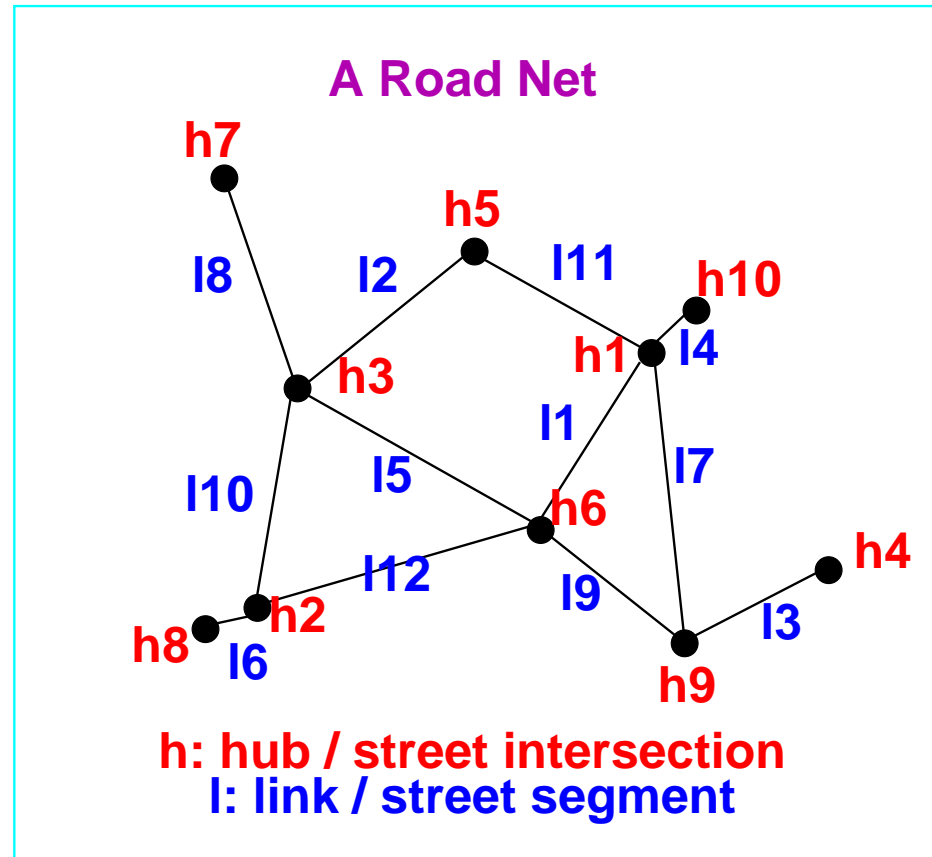 A Road Net
h7
h5
l8
l2
l11
h10
h3
h1
l4
l1
l5
l7
l10
h6
l12
h4
l9
l3
h2
h8
l6
h9
h: hub / street intersection
l: link / street segment